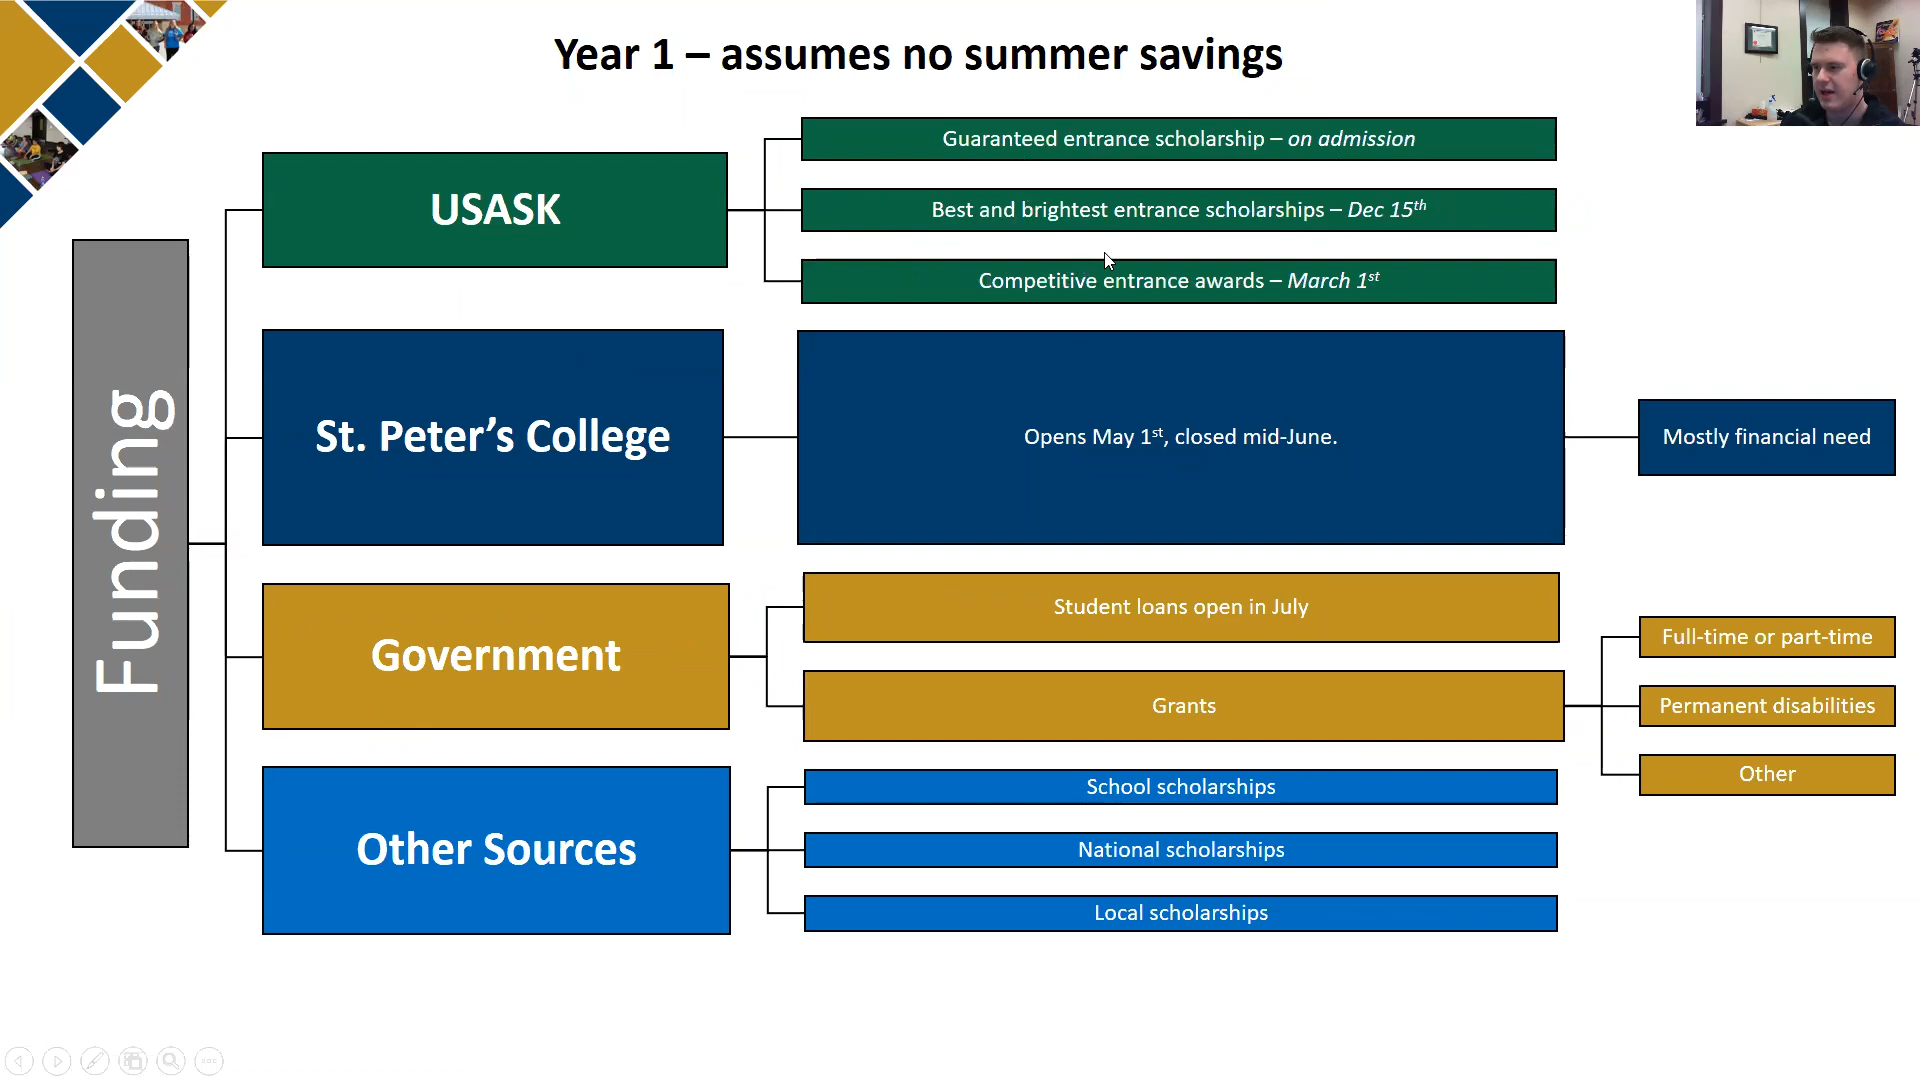 Year 1 – assumes no summer savings
Funding
USASK
Guaranteed entrance scholarship – on admission
Best and brightest entrance scholarships – Dec 15th
Competitive entrance awards – March 1st
St. Peter’s College
Opens May 1st, closed mid-June.
Mostly financial need
Government
Student loans open in July
Grants
Full-time or part-time
Permanent disabilities
Other
Other Sources
School scholarships
National scholarships
Local scholarships